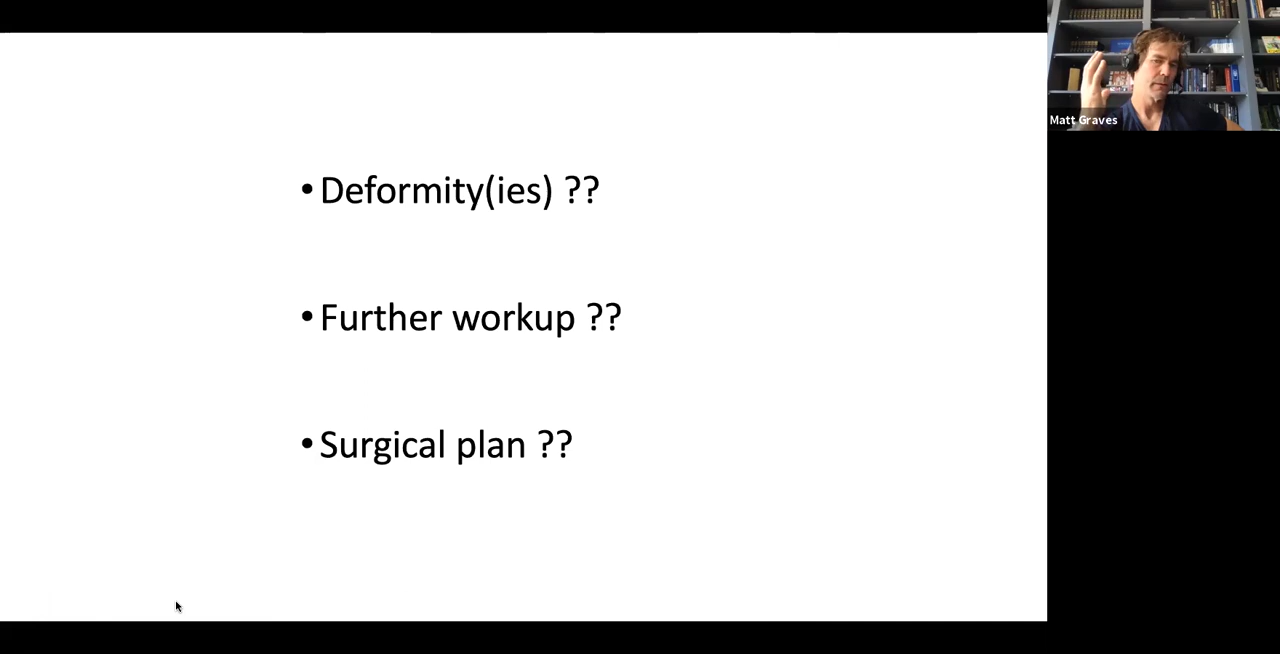 • Deformity(ies) ??
• Further workup ??
• Surgical plan ??
Matt Graves